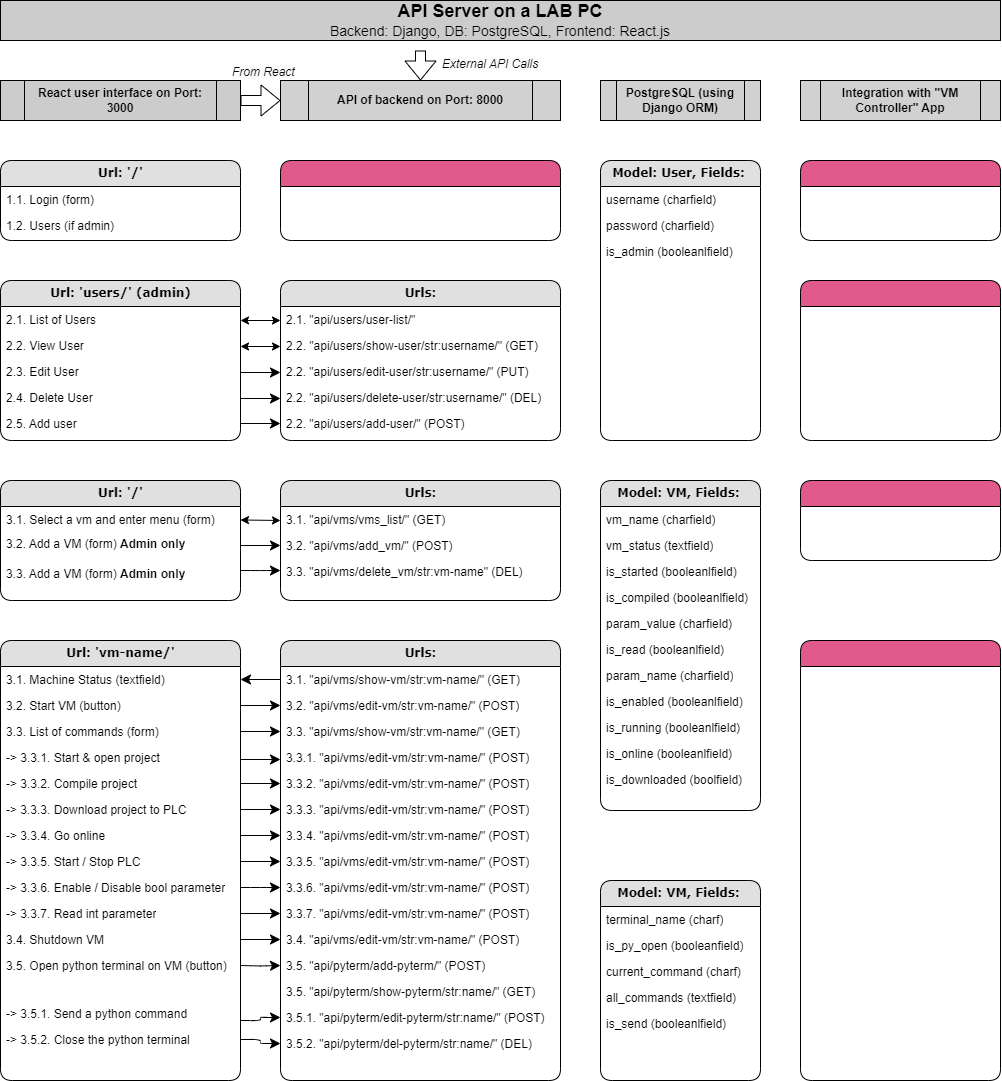 API Server on a LAB PC
Backend: Django, DB: PostgreSQL, Frontend: React.js
From React
External API Calls
React user interface on Port:
3000
API of backend on Port: 8000
PostgreSQL (using
Django ORM)
Integration with "VM
Controller" App
Url: '/'
1.1. Login (form)
1.2. Users (if admin)
Model: User, Fields:
username (charfield)
password (charfield)
is_admin (booleanlfield)
Url: 'users/' (admin)
2.1. List of Users
2.2. View User
2.3. Edit User
2.4. Delete User
2.5. Add user
Urls:
2.1. "api/users/user-list/"
2.2. "api/users/show-user/str:username/" (GET)
2.2. "api/users/edit-user/str:username/" (PUT)
2.2. "api/users/delete-user/str:username/" (DEL)
2.2. "api/users/add-user/" (POST)
Url: '/'
3.1. Select a vm and enter menu (form)
3.2. Add a VM (form) Admin only
3.3. Add a VM (form) Admin only
Urls:
3.1. "api/vms/vms_list/" (GET)
3.2. "api/vms/add_vm/" (POST)
3.3. "api/vms/delete_vm/str:vm-name" (DEL)
Model: VM, Fields:
vm_name (charfield)
vm_status (textfield)
is_started (booleanlfield)
is_compiled (booleanlfield)
param_value (charfield)
is_read (booleanlfield)
param_name (charfield)
is_enabled (booleanlfield)
is_running (booleanlfield)
is_online (booleanlfield)
is_downloaded (boolfield)
Url: 'vm-name/'
3.1. Machine Status (textfield)
3.2. Start VM (button)
3.3. List of commands (form)
-> 3.3.1. Start & open project
-> 3.3.2. Compile project
-> 3.3.3. Download project to PLC
-> 3.3.4. Go online
-> 3.3.5. Start / Stop PLC
-> 3.3.6. Enable / Disable bool parameter
-> 3.3.7. Read int parameter
3.4. Shutdown VM
3.5. Open python terminal on VM (button)
-> 3.5.1. Send a python command
-> 3.5.2. Close the python terminal
Urls:
3.1. "api/vms/show-vm/str:vm-name/" (GET)
3.2. "api/vms/edit-vm/str:vm-name/" (POST)
3.3. "api/vms/show-vm/str:vm-name/" (GET)
3.3.1. "api/vms/edit-vm/str:vm-name/" (POST)
3.3.2. "api/vms/edit-vm/str:vm-name/" (POST)
3.3.3. "api/vms/edit-vm/str:vm-name/" (POST)
3.3.4. "api/vms/edit-vm/str:vm-name/" (POST)
3.3.5. "api/vms/edit-vm/str:vm-name/" (POST)
3.3.6. "api/vms/edit-vm/str:vm-name/" (POST)
3.3.7. "api/vms/edit-vm/str:vm-name/" (POST)
3.4. "api/vms/edit-vm/str:vm-name/" (POST)
3.5. "api/pyterm/add-pyterm/" (POST)
3.5. "api/pyterm/show-pyterm/str:name/" (GET)
3.5.1. "api/pyterm/edit-pyterm/str:name/" (POST)
3.5.2. "api/pyterm/del-pyterm/str:name/" (DEL)
Model: VM, Fields:
terminal_name (charf)
is_py_open (booleanfield)
current_command (charf)
all_commands (textfield)
is_send (booleanlfield)